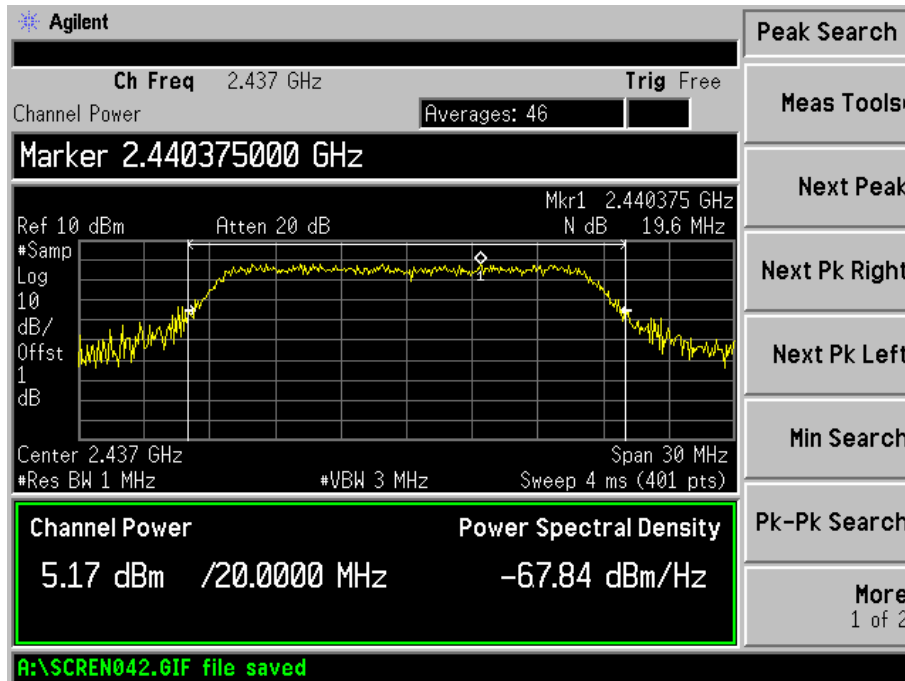 Agilent
Peak Search
Ch Freq 2.437 GHz Trig Free
Channel Power Averages: 46
Meas Tools
Marker 2.440375000 GHz
Next Peak
Mkr1 2.440375 GHz
Ref 10 dBm Atten 20 dB N dB 19.6 MHz
#Samp
Log
10
dB/
Offst
1
dB
1
Next Pk Right
Next Pk Left
Min Search
Center 2.437 GHz Span 30 MHz
#Res BW 1 MHz #VBW 3 MHz Sweep 4 ms (401 pts)
Pk-Pk Search
Channel Power Power Spectral Density
5.17 dBm /20.0000 MHz -67.84 dBm/Hz
More
1 of 2
A:\SCREN042.GIF file saved